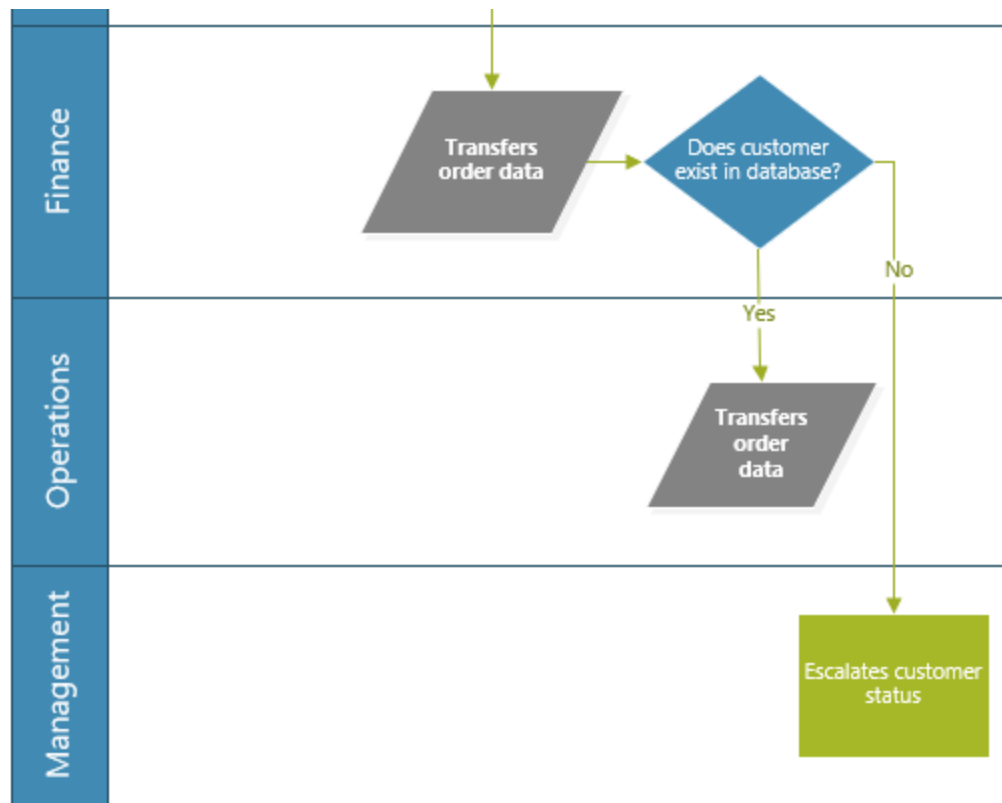 Finance
Transfers
order data
Does customer
exist in database?
No
Yes
Operations
Transfers
order
data
Management
Escalates customer
status